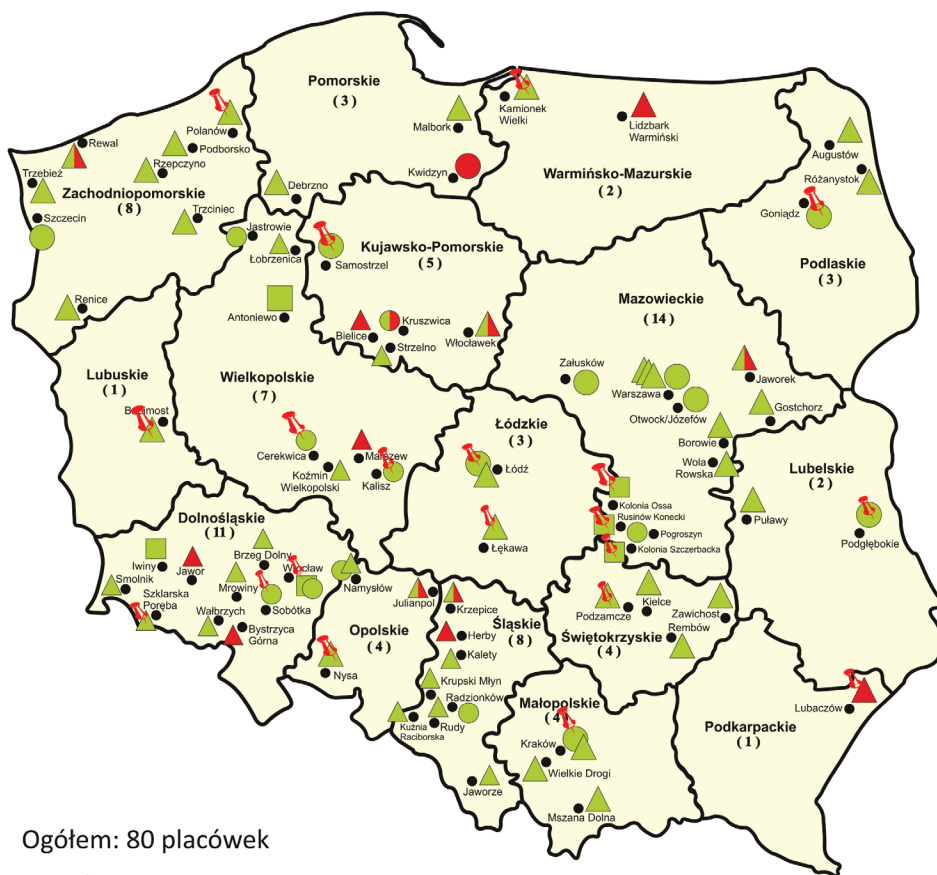 Pomorskie
(3)
Kamionek
Wielki
Lidzbark
Warmiński
Malbork
Polanów
Rewal
Podborsko
Augustów
Trzebież
Rzepczyno
Kwidzyn
Warmińsko-Mazurskie
(2)
Różanystok
Zachodniopomorskie
(8)
Debrzno
Goniądz
Szczecin
Trzciniec
Jastrowie
Łobrzenica
Kujawsko-Pomorskie
(5)
Samostrzel
Podlaskie
(3)
Mazowieckie
(14)
Renice
Antoniewo
Kruszwica
Bielice
Włocławek
Strzelno
Załusków
Jaworek
Lubuskie
(1)
Wielkopolskie
(7)
Warszawa
Gostchorz
Otwock/Józefów
Łódzkie
(3)
Borowie
Cerekwica
Marszew
Koźmin
Wielkopolski
Kalisz
Łódź
Wola
Rowska
Lubelskie
(2)
Kolonia Ossa
Puławy
Dolnośląskie
(11)
Rusinów Konecki
Pogroszyn
Podgłębokie
Kolonia Szczerbacka
Łękawa
Brzeg Dolny
Iwiny
Jawor
Wrocław
Smolnik
Mrowiny
Namysłów
Szklarska
Poręba
Sobótka
Julianpol
Krzepice
Podzamcze
Kielce
Zawichost
Wałbrzych
Bystrzyca
Górna
Opolskie
(4)
Śląskie
(8)
Herby
Rembów
Świętokrzyskie
(4)
Kalety
Nysa
Krupski Młyn
Radzionków
Małopolskie
(4)
Lubaczów
Kuźnia
Raciborska
Rudy
Kraków
Podkarpackie
(1)
Wielkie Drogi
Jaworze
Mszana Dolna
Ogółem: 80 placówek